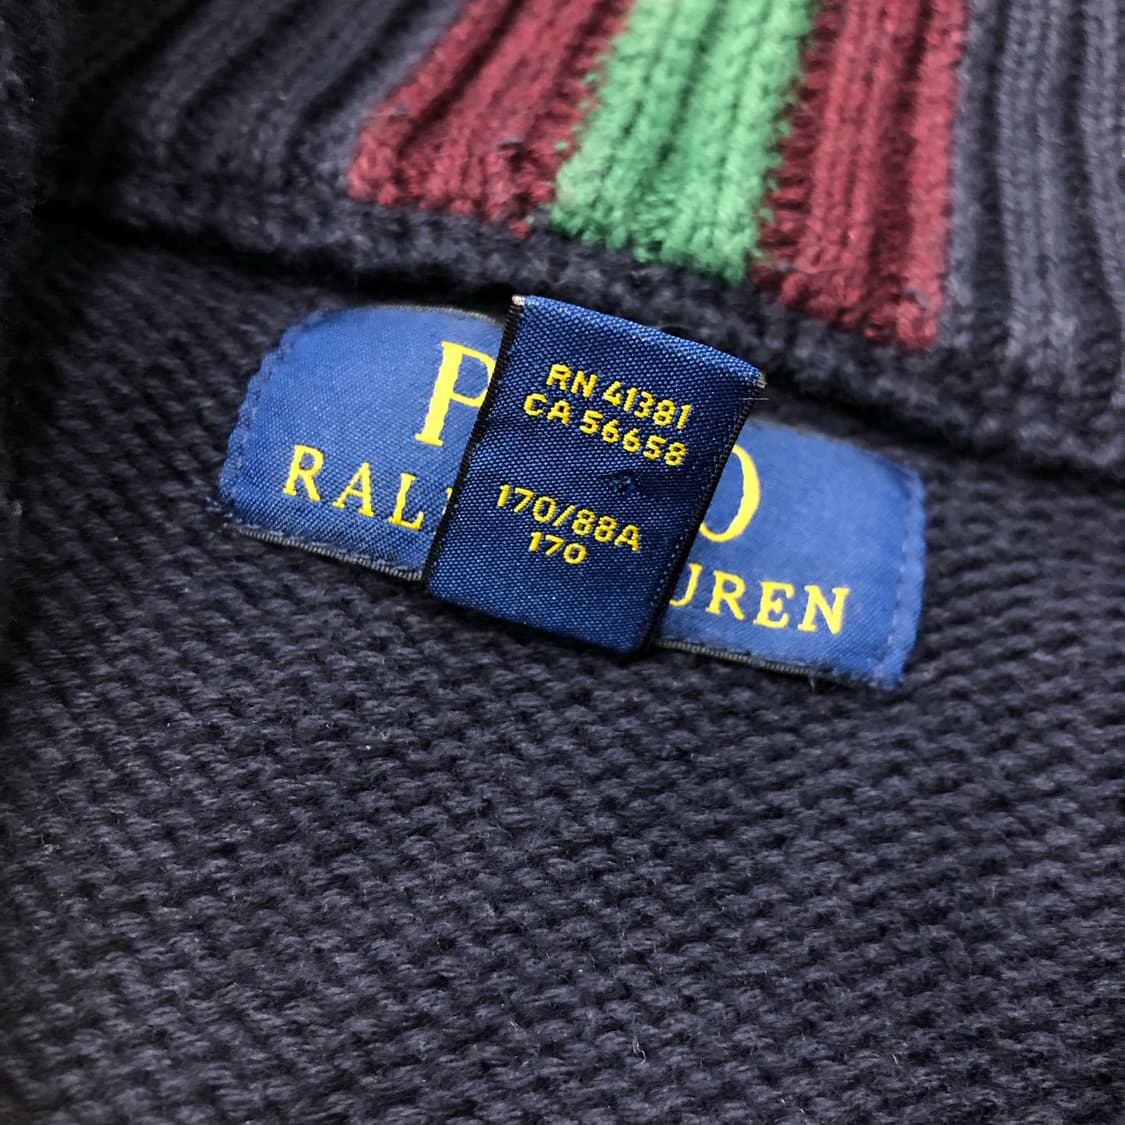 P O
RAL UREN
RN 41381
CA 56658
170/88A
170